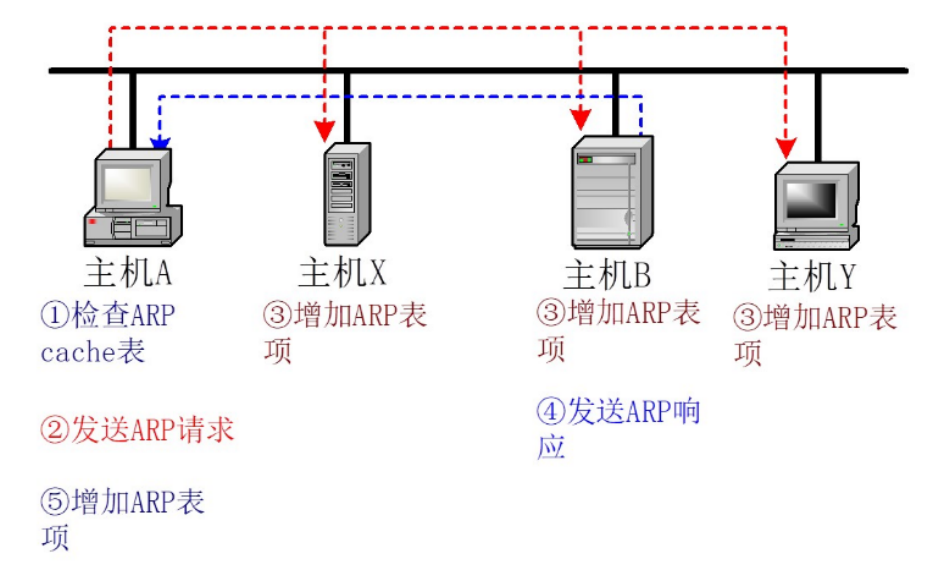 主机A
①检查ARP
cache表
②发送ARP请求
⑤增加ARP表
项
主机X
③增加ARP表
项
主机B
③增加ARP表
项
④发送ARP响
应
主机Y
③增加ARP表
项